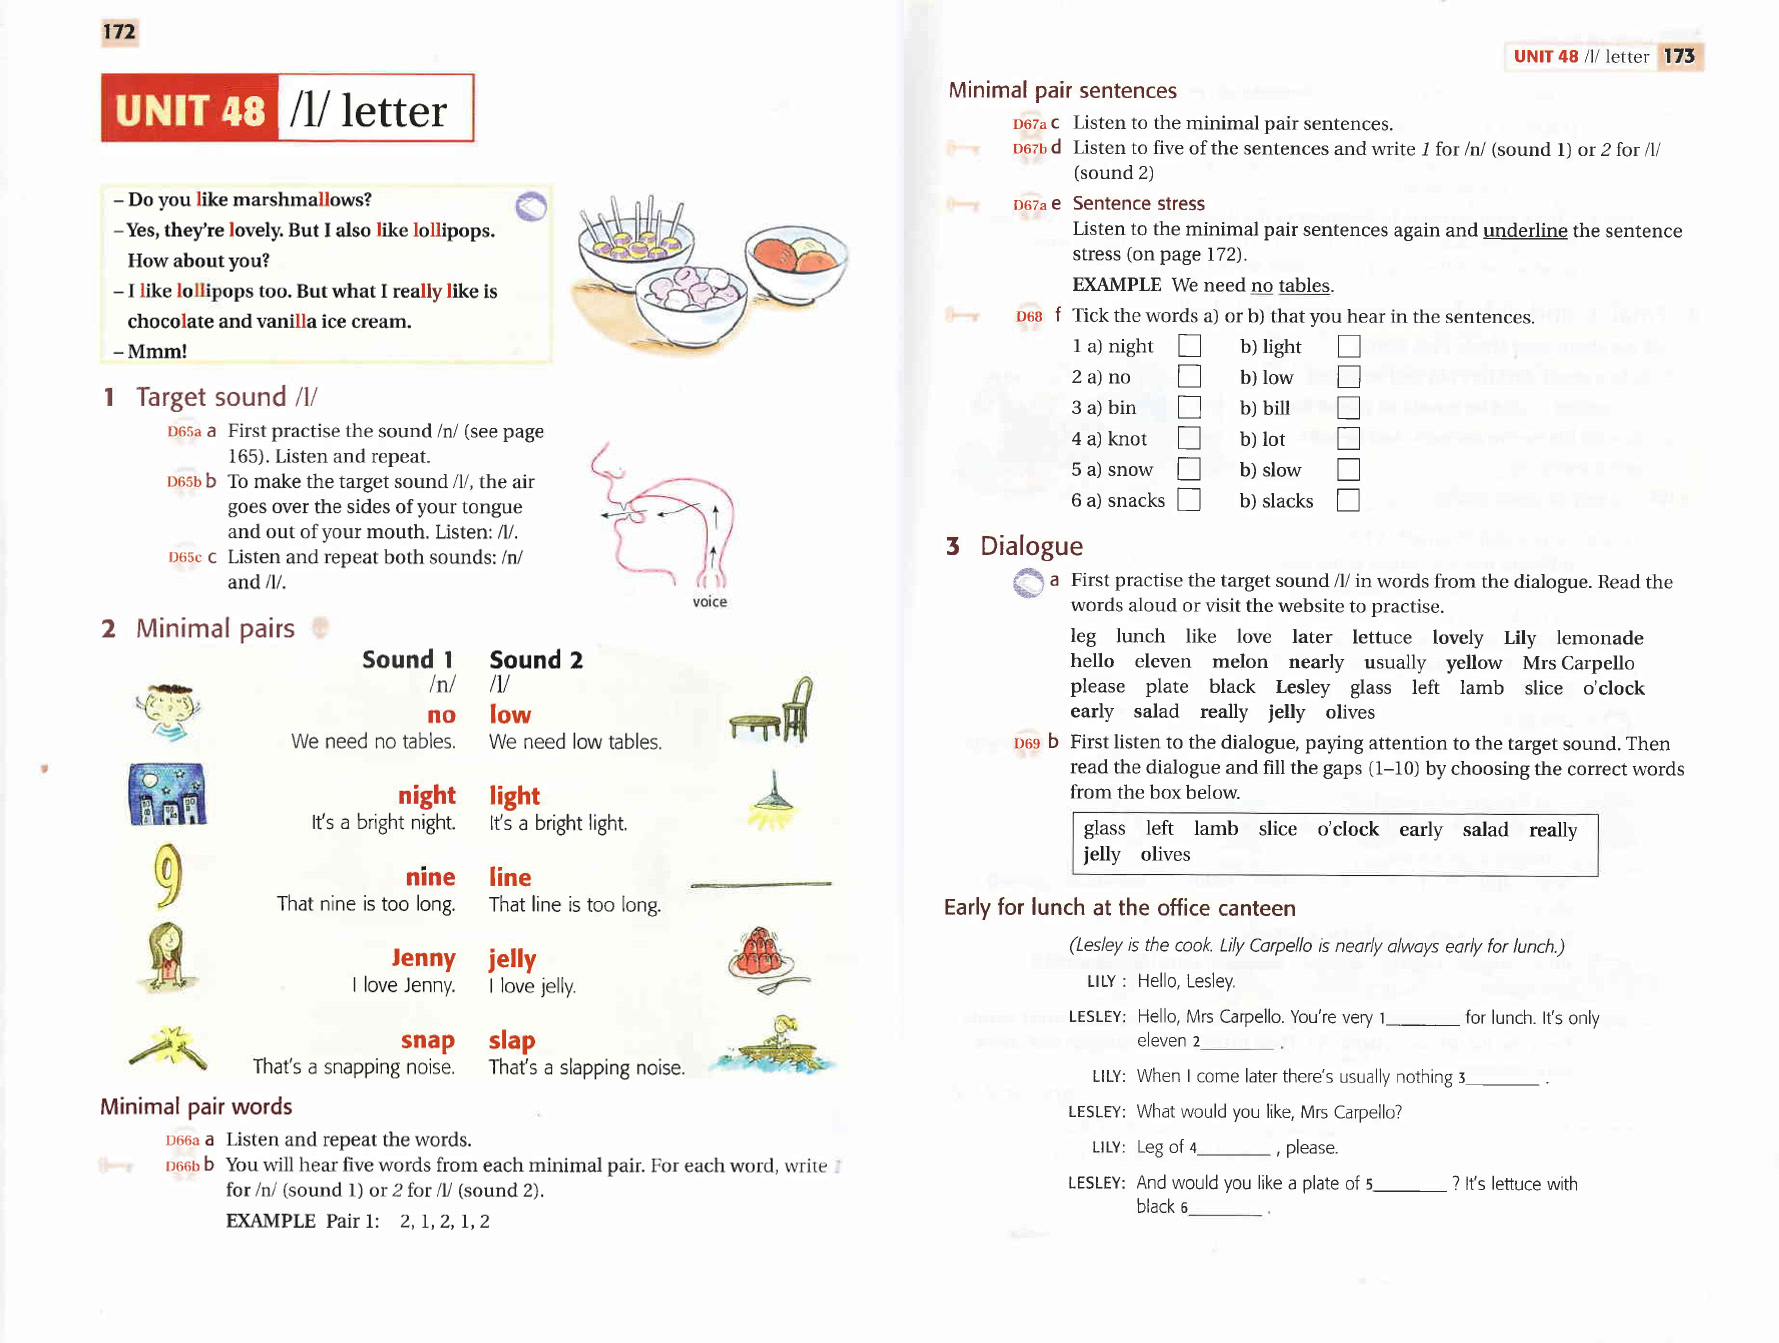 172
UNIT 48 /l/ letter
– Do you like marshmallows?
– Yes, they're lovely. But I also like lollipops.
How about you?
– I like lollipops too. But what I really like is
chocolate and vanilla ice cream.
– Mmm!
1 Target sound /l/
D65a a First practise the sound /n/ (see page
165). Listen and repeat.
D65b b To make the target sound /l/, the air
goes over the sides of your tongue
and out of your mouth. Listen: /l/.
D65c c Listen and repeat both sounds: /n/
and /l/.
voice
2 Minimal pairs
Sound 1 Sound 2
/n/ /l/
no low
We need no tables. We need low tables.
night light
It's a bright night. It's a bright light.
nine line
That nine is too long. That line is too long.
Jenny jelly
I love Jenny. I love jelly.
snap slap
That's a snapping noise. That's a slapping noise.
Minimal pair words
D66a a Listen and repeat the words.
D66b b You will hear five words from each minimal pair. For each word, write 1
for /n/ (sound 1) or 2 for /l/ (sound 2).
EXAMPLE Pair 1: 2, 1, 2, 1, 2
UNIT 48 /l/ letter 173
Minimal pair sentences
D67a c Listen to the minimal pair sentences.
D67b d Listen to five of the sentences and write 1 for /n/ (sound 1) or 2 for /l/
(sound 2)
D67a e Sentence stress
Listen to the minimal pair sentences again and underline the sentence
stress (on page 172).
EXAMPLE We need no tables.
D68 f Tick the words a) or b) that you hear in the sentences.
1 a) night b) light
2 a) no b) low
3 a) bin b) bill
4 a) knot b) lot
5 a) snow b) slow
6 a) snacks b) slacks
3 Dialogue
a First practise the target sound /l/ in words from the dialogue. Read the
words aloud or visit the website to practise.
leg lunch like love later lettuce lovely Lily lemonade
hello eleven melon nearly usually yellow Mrs Carpello
please plate black Lesley glass left lamb slice o'clock
early salad really jelly olives
D69 b First listen to the dialogue, paying attention to the target sound. Then
read the dialogue and fill the gaps (1–10) by choosing the correct words
from the box below.
glass left lamb slice o'clock early salad really
jelly olives
Early for lunch at the office canteen
(Lesley is the cook. Lily Carpello is nearly always early for lunch.)
LILY : Hello, Lesley.
LESLEY: Hello, Mrs Carpello. You're very 1________ for lunch. It's only
eleven 2________ .
LILY: When I come later there's usually nothing 3________ .
LESLEY: What would you like, Mrs Carpello?
LILY: Leg of 4________ , please.
LESLEY: And would you like a plate of 5________ ? It's lettuce with
black 6________ .